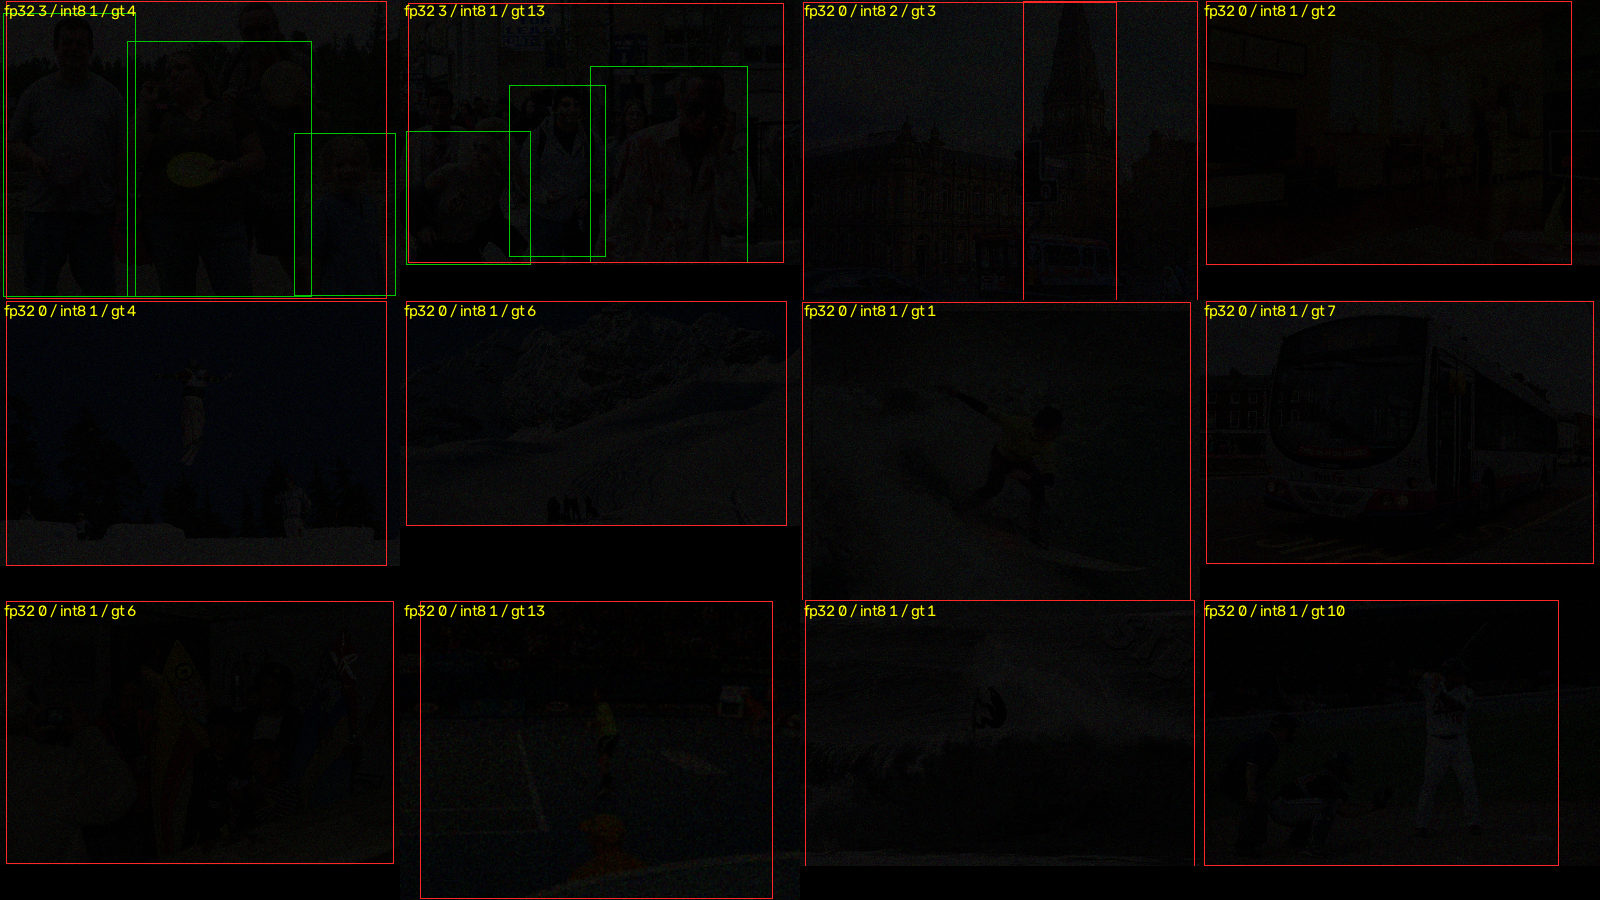 fp32 3 / int8 1 / gt 4
fp32 3 / int8 1 / gt 13
fp32 0 / int8 2 / gt 3
fp32 0 / int8 1 / gt 2
fp32 0 / int8 1 / gt 4
fp32 0 / int8 1 / gt 6
fp32 0 / int8 1 / gt 1
fp32 0 / int8 1 / gt 7
fp32 0 / int8 1 / gt 6
fp32 0 / int8 1 / gt 13
fp32 0 / int8 1 / gt 1
fp32 0 / int8 1 / gt 10